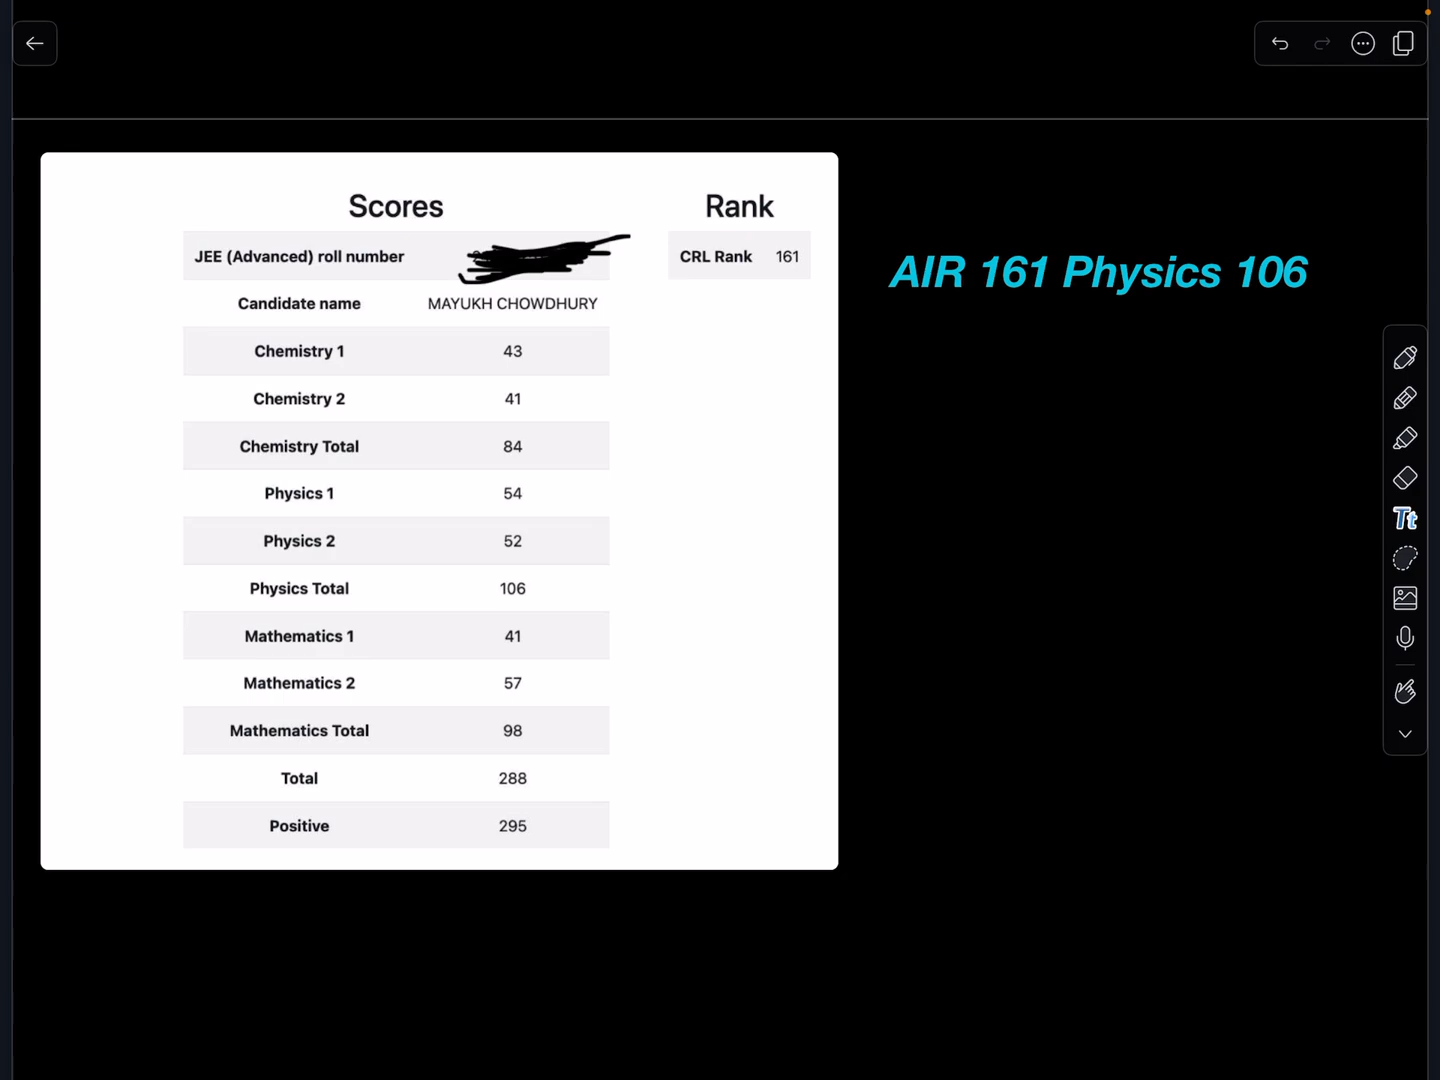 Scores
Rank
JEE (Advanced) roll number
CRL Rank 161
Candidate name MAYUKH CHOWDHURY
Chemistry 1 43
Chemistry 2 41
Chemistry Total 84
Physics 1 54
Physics 2 52
Physics Total 106
Mathematics 1 41
Mathematics 2 57
Mathematics Total 98
Total 288
Positive 295
AIR 161 Physics 106
Tt